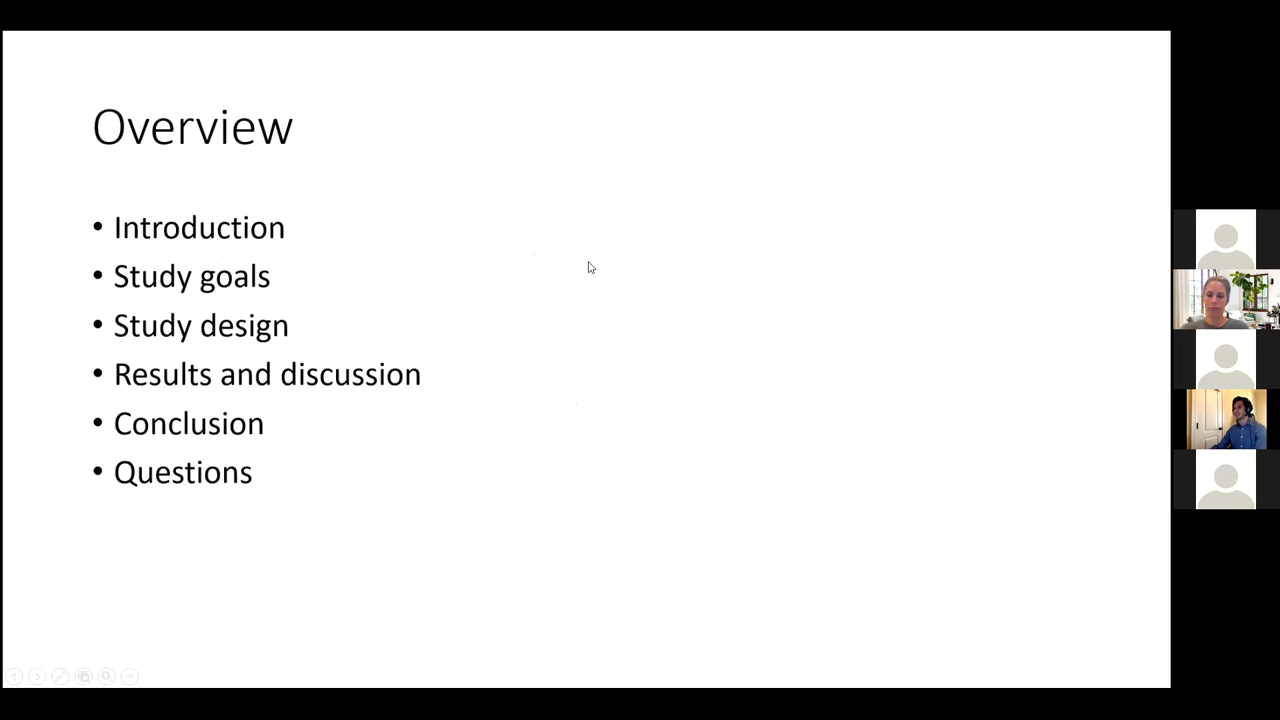 Overview
• Introduction
• Study goals
• Study design
• Results and discussion
• Conclusion
• Questions